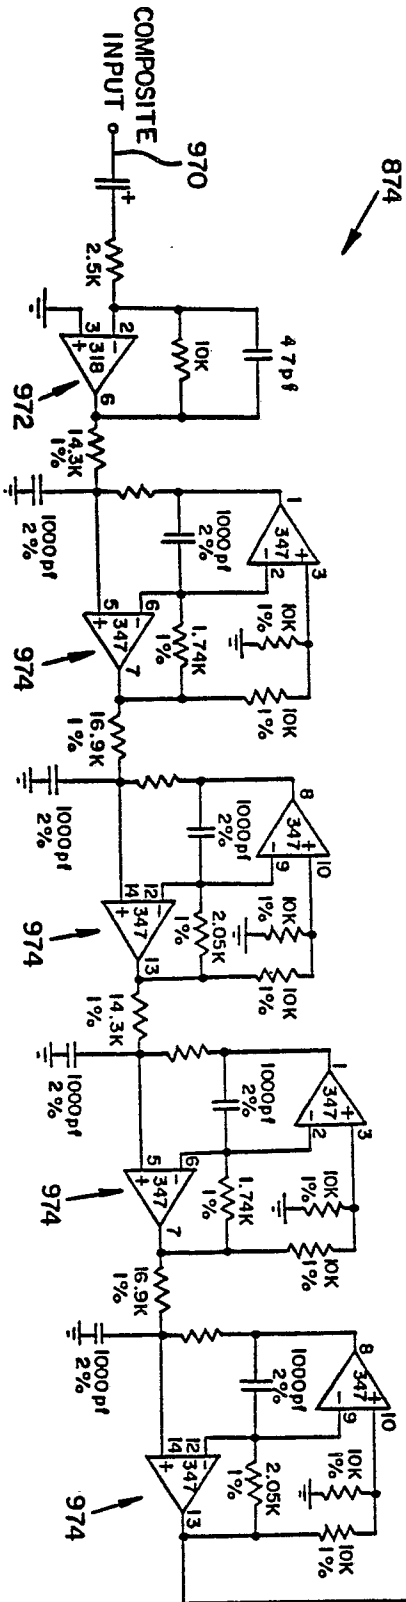 874
COMPOSITE
INPUT
970
+
2.5K
47pf
10K
2
-
3
+
318
6
972
14.3K
1%
1000pf
2%
1
347
+
3
-
2
1000pf
2%
10K
1%
6
-
5
+
347
7
1.74K
1%
10K
1%
974
16.9K
1%
1000pf
2%
8
347
+
10
-
9
1000pf
2%
10K
1%
12
-
14
+
347
13
2.05K
1%
10K
1%
974
14.3K
1%
1000pf
2%
1
347
+
3
-
2
1000pf
2%
10K
1%
6
-
5
+
347
7
1.74K
1%
10K
1%
974
16.9K
1%
1000pf
2%
8
347
+
10
-
9
1000pf
2%
10K
1%
12
-
14
+
347
13
2.05K
1%
10K
1%
974